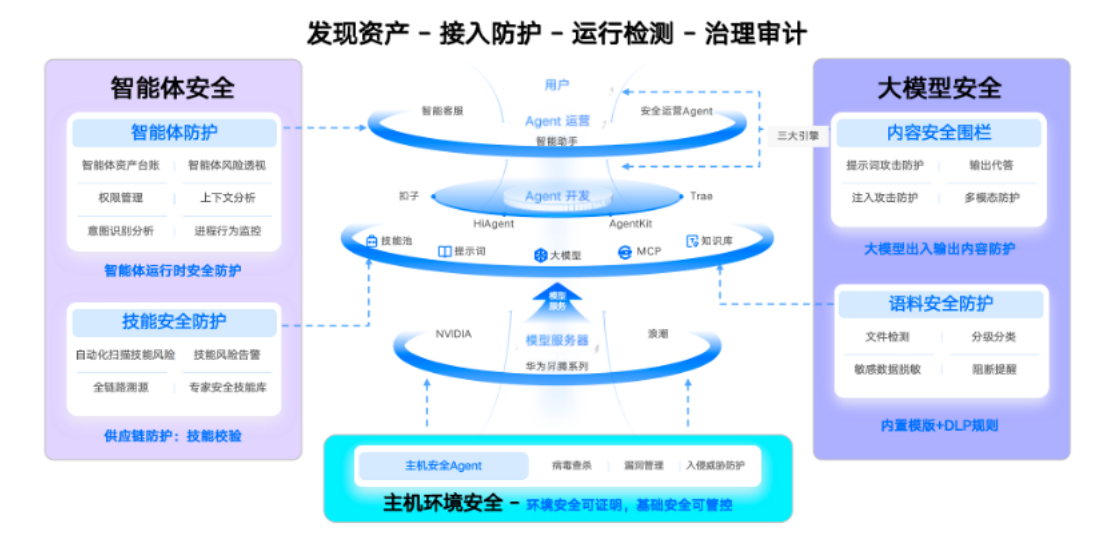 发现资产 - 接入防护 - 运行检测 - 治理审计
智能体安全
智能体防护
智能体资产台账
智能体风险透视
权限管理
上下文分析
意图识别分析
进程行为监控
智能体运行时安全防护
技能安全防护
自动化扫描技能风险
技能风险告警
全链路溯源
专家安全技能库
供应链防护：技能校验
用户
智能客服
Agent 运营
安全运营Agent
智能助手
三大引擎
扣子
Agent 开发
Trae
HiAgent
AgentKit
技能池
提示词
大模型
MCP
知识库
模型
服务
NVIDIA
模型服务器
浪潮
华为昇腾系列
大模型安全
内容安全围栏
提示词攻击防护
输出代答
注入攻击防护
多模态防护
大模型出入输出内容防护
语料安全防护
文件检测
分级分类
敏感数据脱敏
阻断提醒
内置模版+DLP规则
主机安全Agent
病毒查杀
漏洞管理
入侵威胁防护
主机环境安全 - 环境安全可证明，基础安全可管控